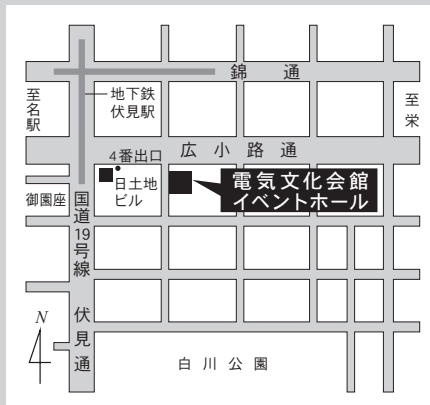 錦通
至名駅
地下鉄
伏見駅
至栄
4番出口
広小路通
電気文化会館
イベントホール
日土地
ビル
御園座
国道19号線
伏見通
N
白川公園